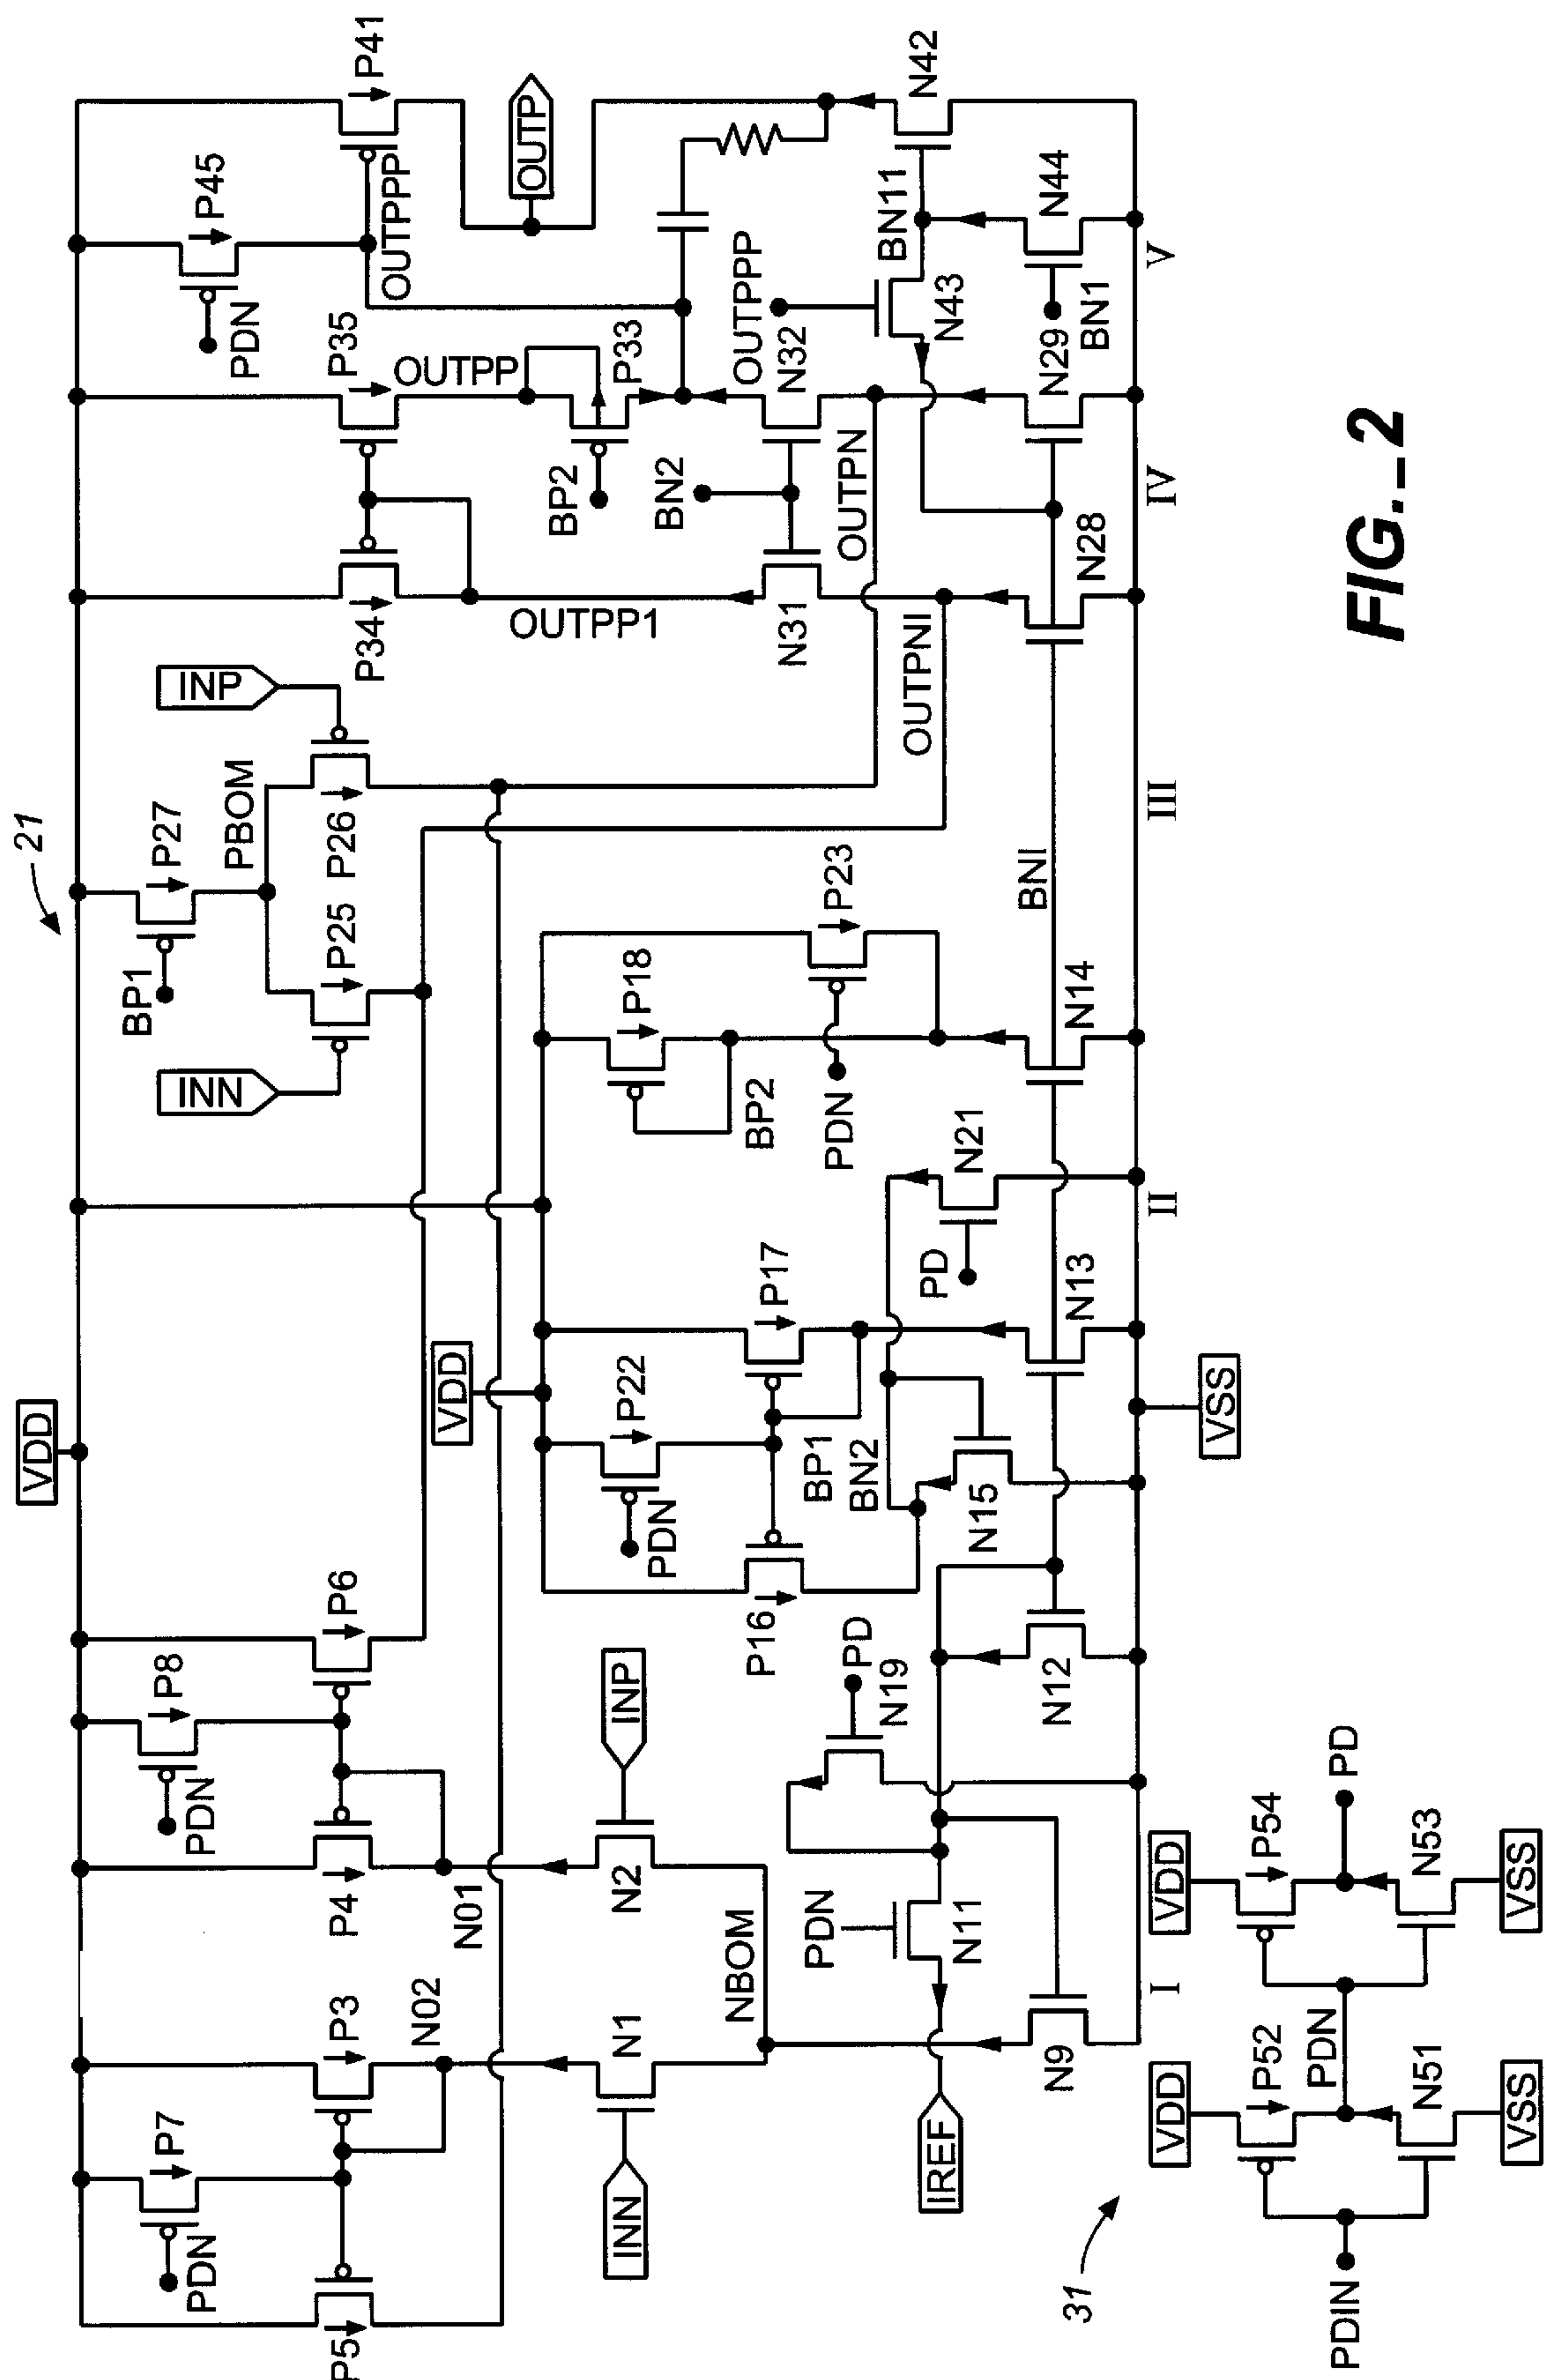 21
VDD
P5
PDN
P7
P3
N02
P4
N01
PDN
P8
P6
INN
N1
NBOM
N2
INP
IREF
N11
PDN
N19
PD
N9
N12
I
VDD
P16
PDN
P22
P17
BP1
BN2
N15
PD
N21
N13
VSS
II
P18
BP2
PDN
P23
N14
BNI
INN
BP1
P27
PBOM
P25
P26
INP
III
P34
P35
OUTPP
OUTPP1
BP2
P33
BN2
N31
N32
OUTPPP
OUTPN
OUTPNI
N28
N29
IV
PDN
P45
OUTPPP
P41
OUTP
N43
BN11
N42
BN1
N44
V
31
PDIN
VDD
P52
PDN
N51
VSS
VDD
P54
PD
N53
VSS
FIG._2